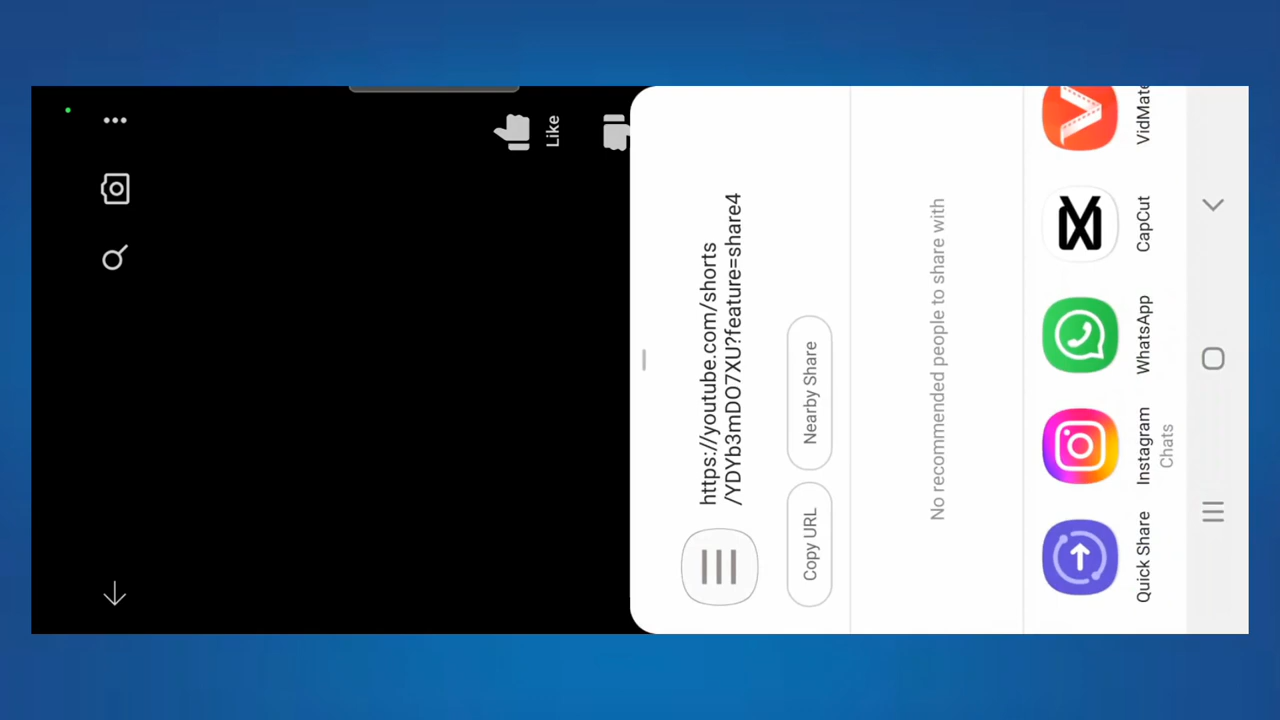 Like
https://youtube.com/shorts
/YDYb3mDO7XU?feature=share4
Copy URL
Nearby Share
No recommended people to share with
Quick Share
Instagram
Chats
WhatsApp
CapCut
VidMate